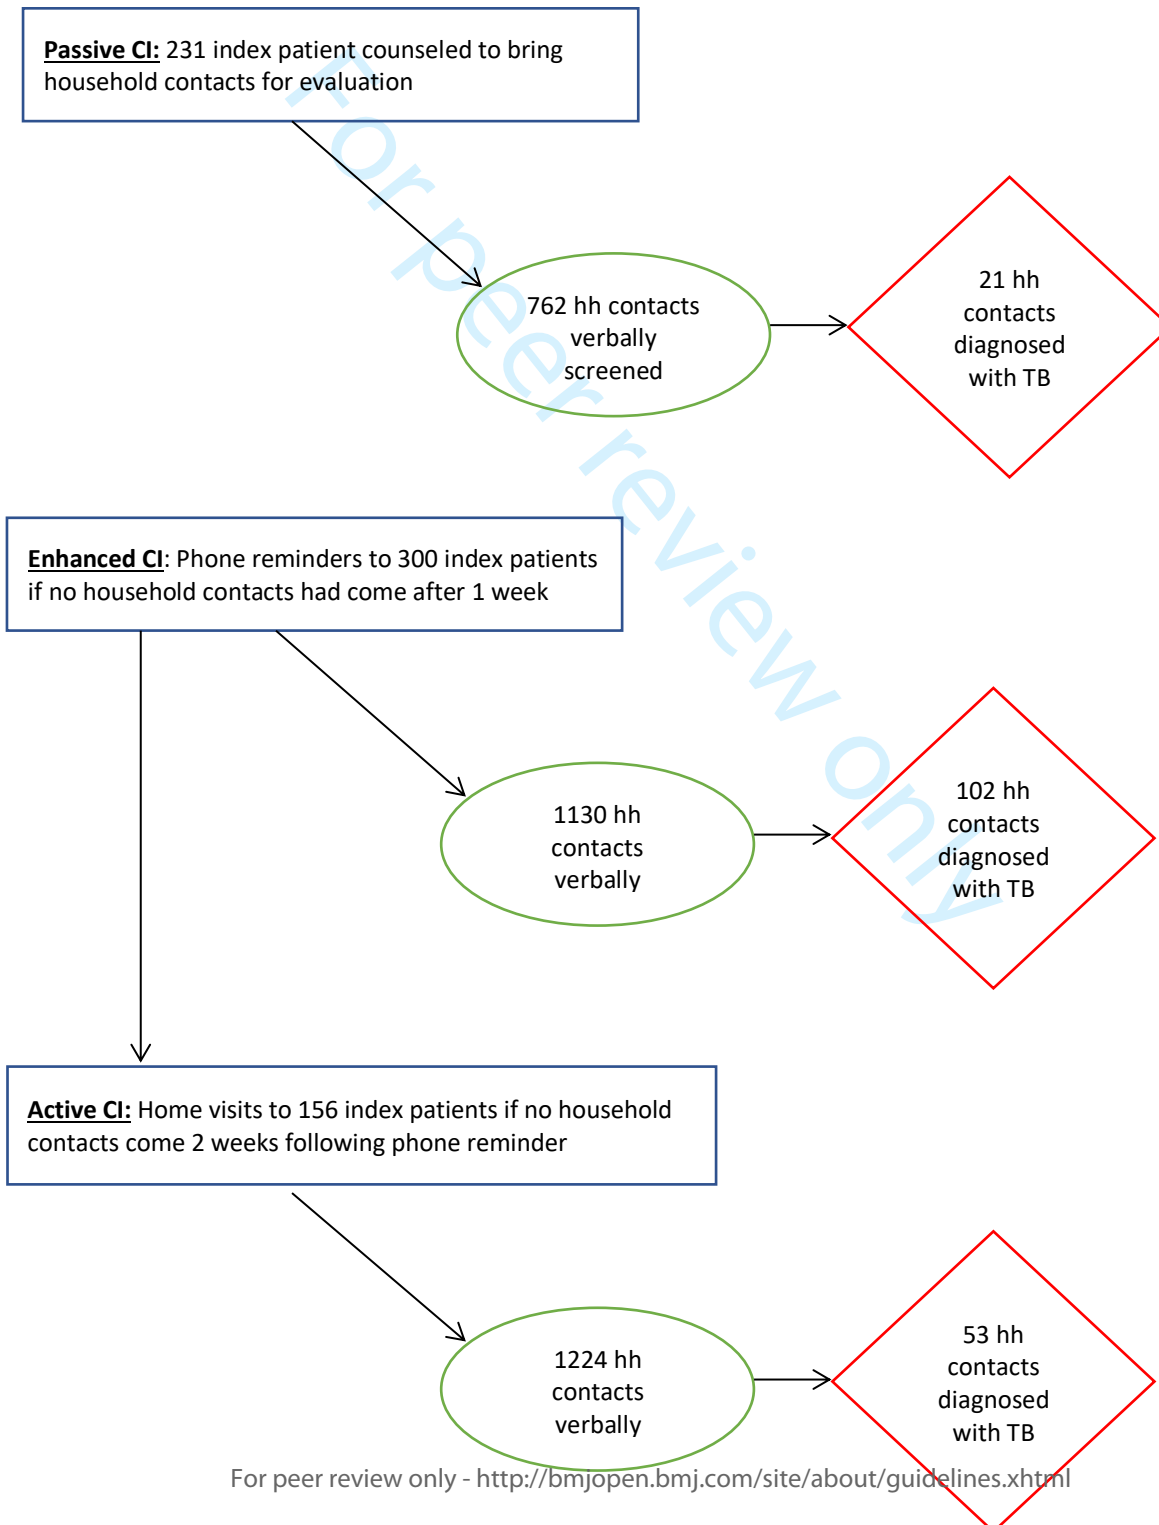 Passive CI: 231 index patient counseled to bring
household contacts for evaluation
762 hh contacts
verbally
screened
21 hh
contacts
diagnosed
with TB
For peer review only
Enhanced CI: Phone reminders to 300 index patients
if no household contacts had come after 1 week
1130 hh
contacts
verbally
102 hh
contacts
diagnosed
with TB
Active CI: Home visits to 156 index patients if no household
contacts come 2 weeks following phone reminder
1224 hh
contacts
verbally
53 hh
contacts
diagnosed
with TB
For peer review only - http://bmjopen.bmj.com/site/about/guidelines.xhtml